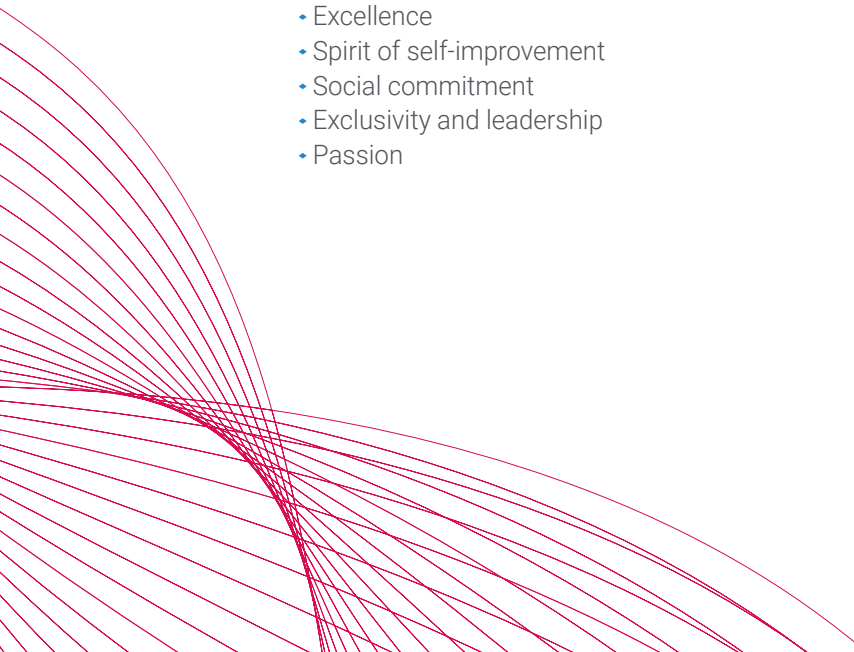 Excellence
Spirit of self-improvement
Social commitment
Exclusivity and leadership
Passion